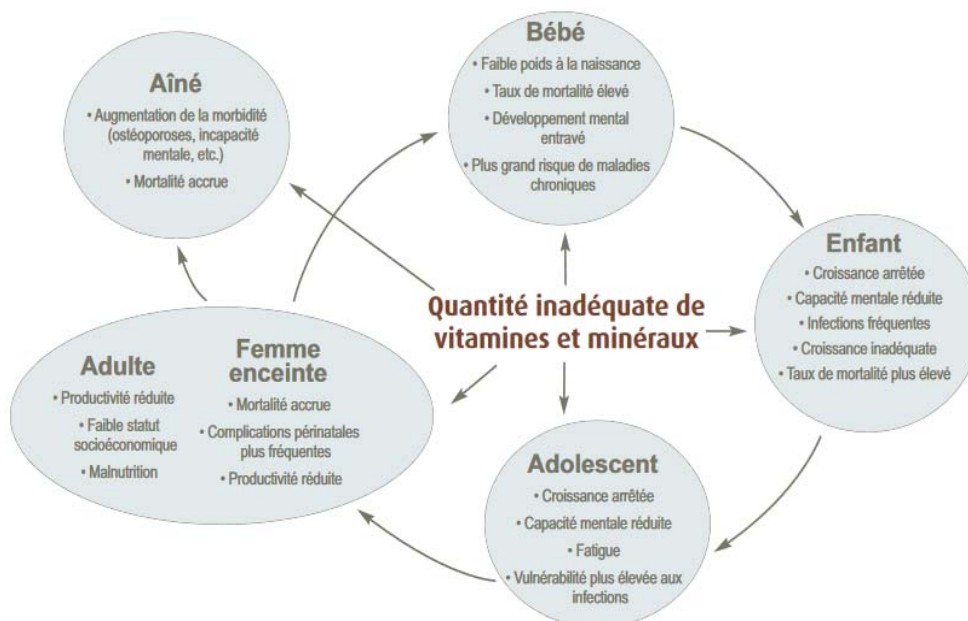 Bébé
• Faible poids à la naissance
• Taux de mortalité élevé
• Développement mental
entravé
• Plus grand risque de maladies
chroniques
Aîné
• Augmentation de la morbidité
(ostéoporoses, incapacité
mentale, etc.)
• Mortalité accrue
Enfant
• Croissance arrêtée
• Capacité mentale réduite
• Infections fréquentes
• Croissance inadéquate
• Taux de mortalité plus élevé
Quantité inadéquate de
vitamines et minéraux
Adulte
• Productivité réduite
• Faible statut
socioéconomique
• Malnutrition
Femme
enceinte
• Mortalité accrue
• Complications périnatales
plus fréquentes
• Productivité réduite
Adolescent
• Croissance arrêtée
• Capacité mentale réduite
• Fatigue
• Vulnérabilité plus élevée aux
infections